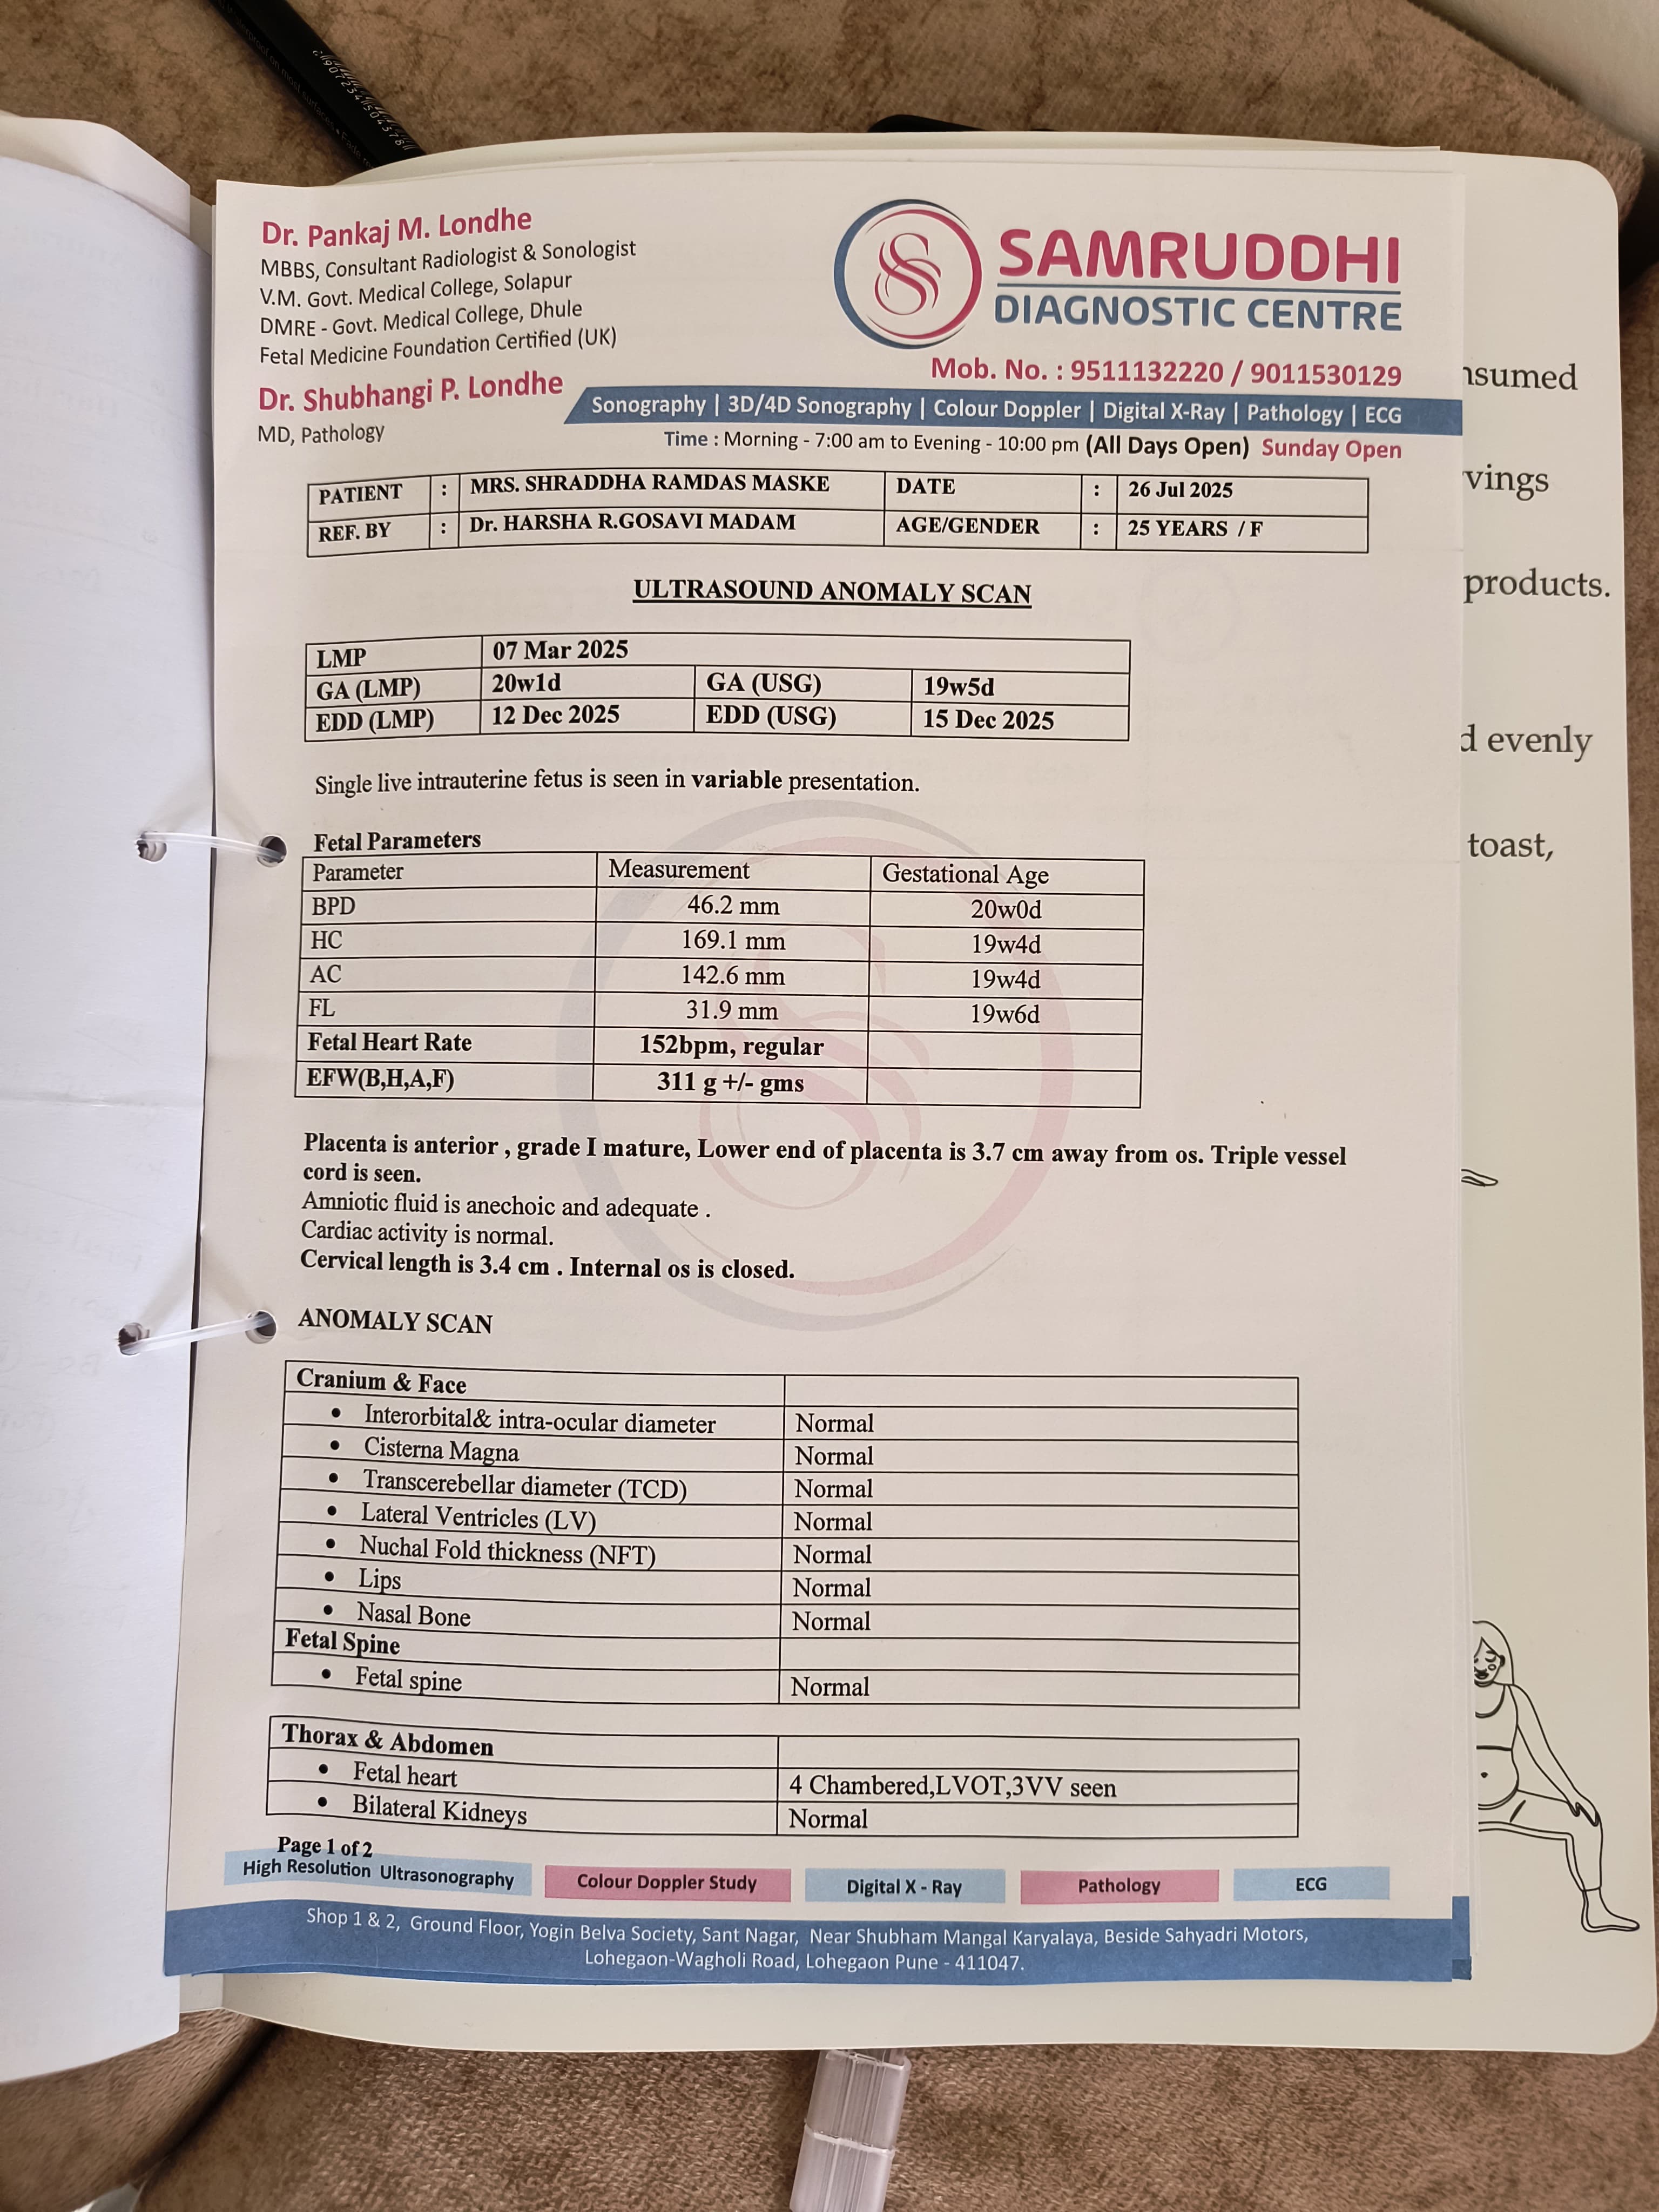 Dr. Pankaj M. Londhe
MBBS, Consultant Radiologist & Sonologist
V.M. Govt. Medical College, Solapur
DMRE - Govt. Medical College, Dhule
Fetal Medicine Foundation Certified (UK)
Dr. Shubhangi P. Londhe
MD, Pathology
SAMRUDDHI
DIAGNOSTIC CENTRE
Mob. No. : 9511132220 / 9011530129
Sonography | 3D/4D Sonography | Colour Doppler | Digital X-Ray | Pathology | ECG
Time : Morning - 7:00 am to Evening - 10:00 pm (All Days Open) Sunday Open
PATIENT : MRS. SHRADDHA RAMDAS MASKE DATE : 26 Jul 2025
REF. BY : Dr. HARSHA R.GOSAVI MADAM AGE/GENDER : 25 YEARS / F
ULTRASOUND ANOMALY SCAN
LMP 07 Mar 2025
GA (LMP) 20w1d GA (USG) 19w5d
EDD (LMP) 12 Dec 2025 EDD (USG) 15 Dec 2025
Single live intrauterine fetus is seen in variable presentation.
Fetal Parameters
Parameter Measurement Gestational Age
BPD 46.2 mm 20w0d
HC 169.1 mm 19w4d
AC 142.6 mm 19w4d
FL 31.9 mm 19w6d
Fetal Heart Rate 152bpm, regular
EFW(B,H,A,F) 311 g +/- gms
Placenta is anterior , grade I mature, Lower end of placenta is 3.7 cm away from os. Triple vessel
cord is seen.
Amniotic fluid is anechoic and adequate .
Cardiac activity is normal.
Cervical length is 3.4 cm . Internal os is closed.
ANOMALY SCAN
Cranium & Face
• Interorbital& intra-ocular diameter Normal
• Cisterna Magna Normal
• Transcerebellar diameter (TCD) Normal
• Lateral Ventricles (LV) Normal
• Nuchal Fold thickness (NFT) Normal
• Lips Normal
• Nasal Bone Normal
Fetal Spine
• Fetal spine Normal
Thorax & Abdomen
• Fetal heart 4 Chambered,LVOT,3VV seen
• Bilateral Kidneys Normal
Page 1 of 2
High Resolution Ultrasonography Colour Doppler Study Digital X - Ray Pathology ECG
Shop 1 & 2, Ground Floor, Yogin Belva Society, Sant Nagar, Near Shubham Mangal Karyalaya, Beside Sahyadri Motors,
Lohegaon-Wagholi Road, Lohegaon Pune - 411047.
nsumed
vings
products.
d evenly
toast,